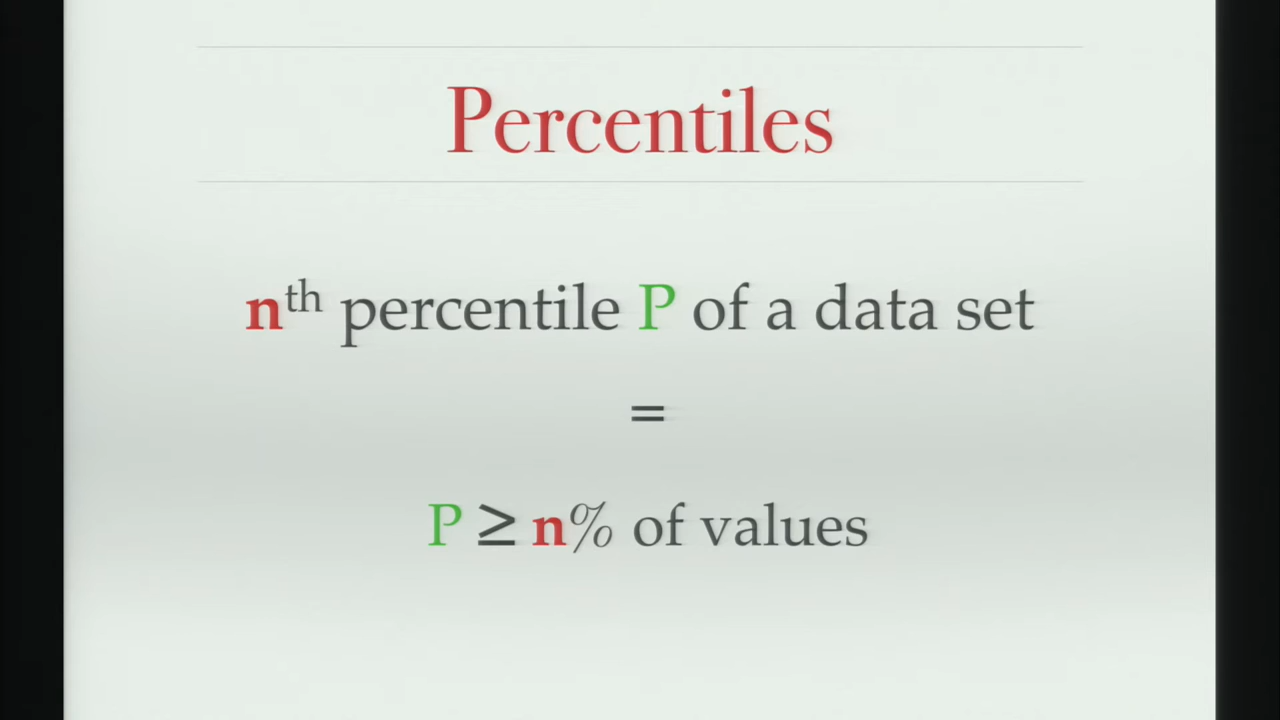 Percentiles
nth percentile P of a data set
=
P ≥ n% of values